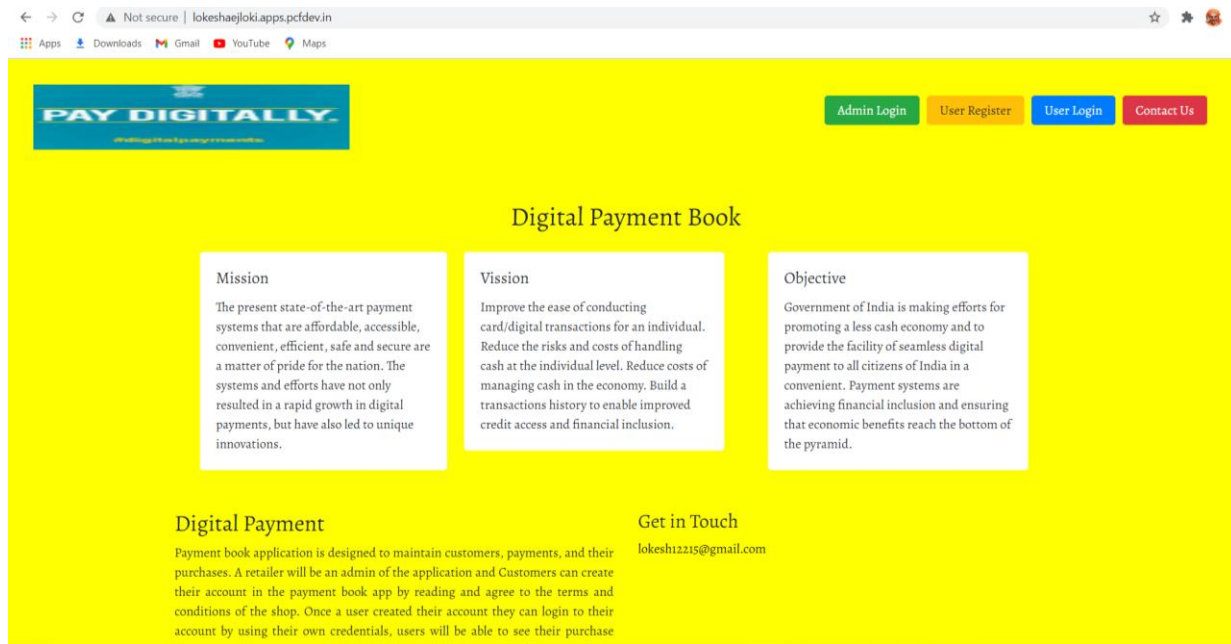 Not secure | lokeshaejloki.apps.pcfdev.in
Apps Downloads Gmail YouTube Maps
PAY DIGITALLY.
#digitalpayments
Admin Login User Register User Login Contact Us
Digital Payment Book
Mission
The present state-of-the-art payment
systems that are affordable, accessible,
convenient, efficient, safe and secure are
a matter of pride for the nation. The
systems and efforts have not only
resulted in a rapid growth in digital
payments, but have also led to unique
innovations.
Vission
Improve the ease of conducting
card/digital transactions for an individual.
Reduce the risks and costs of handling
cash at the individual level. Reduce costs of
managing cash in the economy. Build a
transactions history to enable improved
credit access and financial inclusion.
Objective
Government of India is making efforts for
promoting a less cash economy and to
provide the facility of seamless digital
payment to all citizens of India in a
convenient. Payment systems are
achieving financial inclusion and ensuring
that economic benefits reach the bottom of
the pyramid.
Digital Payment
Payment book application is designed to maintain customers, payments, and their
purchases. A retailer will be an admin of the application and Customers can create
their account in the payment book app by reading and agree to the terms and
conditions of the shop. Once a user created their account they can login to their
account by using their own credentials, users will be able to see their purchase
Get in Touch
lokesh12215@gmail.com